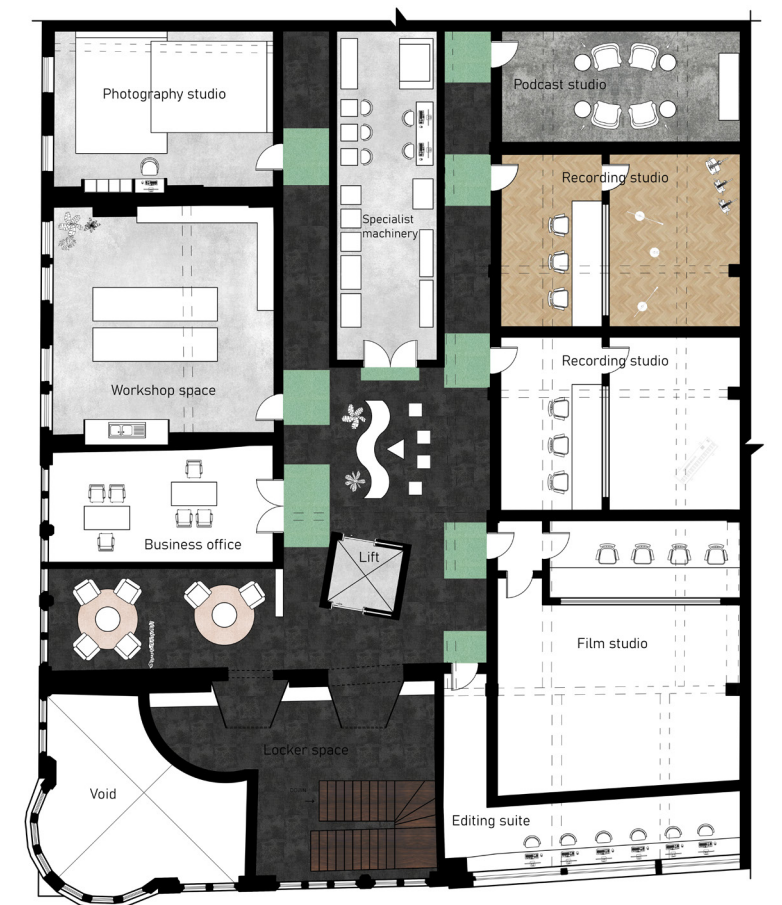 Photography studio
Podcast studio
Recording studio
Specialist
machinery
Workshop space
Recording studio
Business office
Lift
Film studio
Locker space
Void
Editing suite